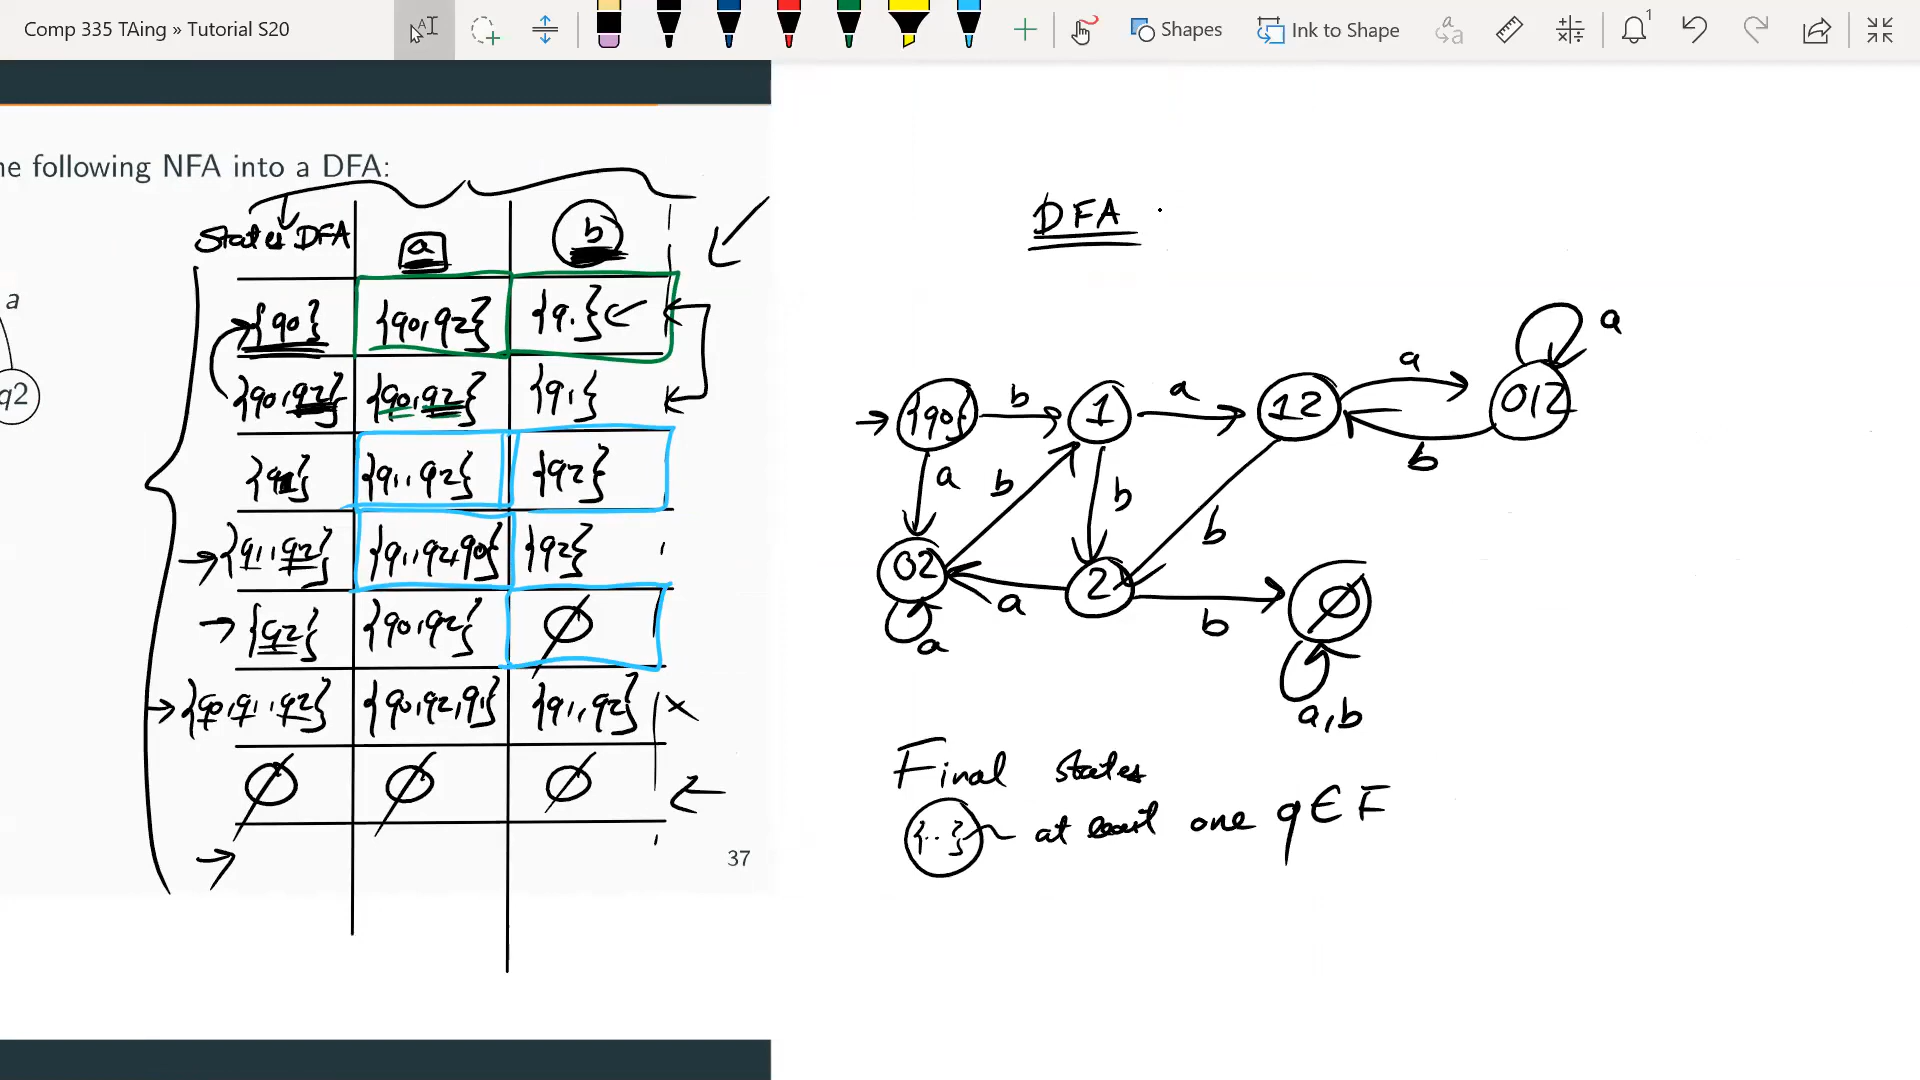 Comp 335 TAing » Tutorial S20
Shapes
Ink to Shape
1
ne following NFA into a DFA:
a
q2
States DFA a b
{q0} {q0,q2} {q1}
{q0,q2} {q0,q2} {q1}
{q1} {q1,q2} {q2}
{q1,q2} {q1,q2,q0} {q2}
{q2} {q0,q2} ∅
{q0,q1,q2} {q0,q2,q1} {q1,q2} ×
∅ ∅ ∅
37
DFA
a
{q0} b 1 a 12 a 012
b
a b b b
02 a 2 b ∅
a
a,b
Final states
{..} at least one q∈F